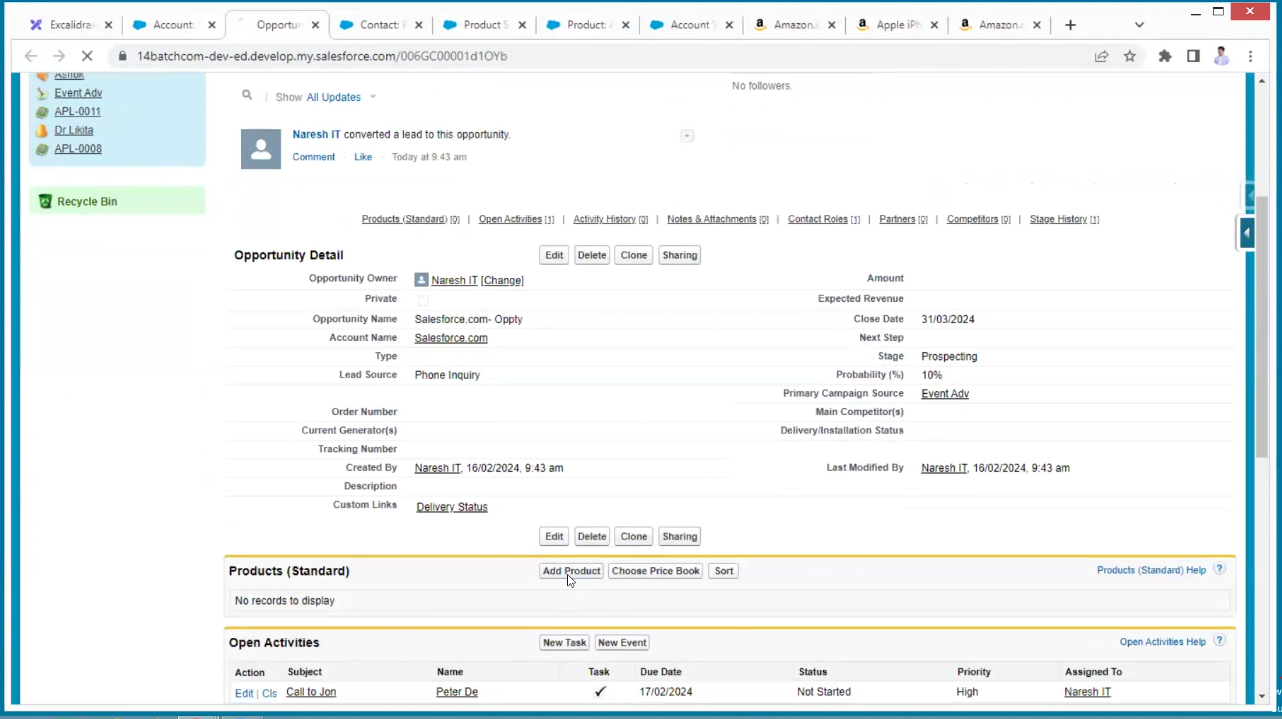 Excalidra
Account:
Opportur
Contact: F
Product S
Product: 
Account S
Amazon.i
Apple iPh
Amazon.c
14batchcom-dev-ed.develop.my.salesforce.com/006GC00001d1OYb
Ashok
Event Adv
APL-0011
Dr Likita
APL-0008
Recycle Bin
No followers.
Show All Updates
Naresh IT converted a lead to this opportunity.
Comment · Like · Today at 9:43 am
Products (Standard) [0] | Open Activities [1] | Activity History [0] | Notes & Attachments [0] | Contact Roles [1] | Partners [0] | Competitors [0] | Stage History [1]
Opportunity Detail Edit Delete Clone Sharing
Opportunity Owner Naresh IT [Change] Amount
Private Expected Revenue
Opportunity Name Salesforce.com- Oppty Close Date 31/03/2024
Account Name Salesforce.com Next Step
Type Stage Prospecting
Lead Source Phone Inquiry Probability (%) 10%
Primary Campaign Source Event Adv
Order Number Main Competitor(s)
Current Generator(s) Delivery/Installation Status
Tracking Number
Created By Naresh IT, 16/02/2024, 9:43 am Last Modified By Naresh IT, 16/02/2024, 9:43 am
Description
Custom Links Delivery Status
Edit Delete Clone Sharing
Products (Standard) Add Product Choose Price Book Sort Products (Standard) Help ?
No records to display
Open Activities New Task New Event Open Activities Help ?
Action Subject Name Task Due Date Status Priority Assigned To
Edit | Cls Call to Jon Peter De ✓ 17/02/2024 Not Started High Naresh IT